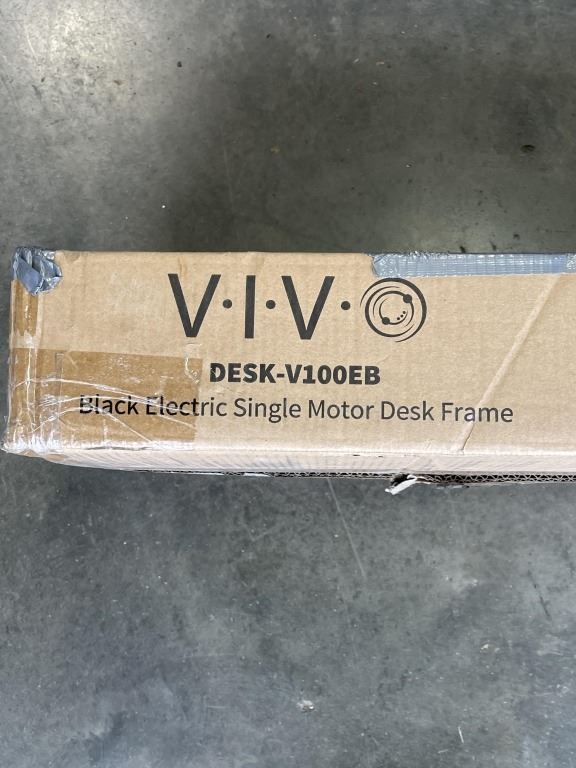 V·I·V·O
DESK-V100EB
Black Electric Single Motor Desk Frame